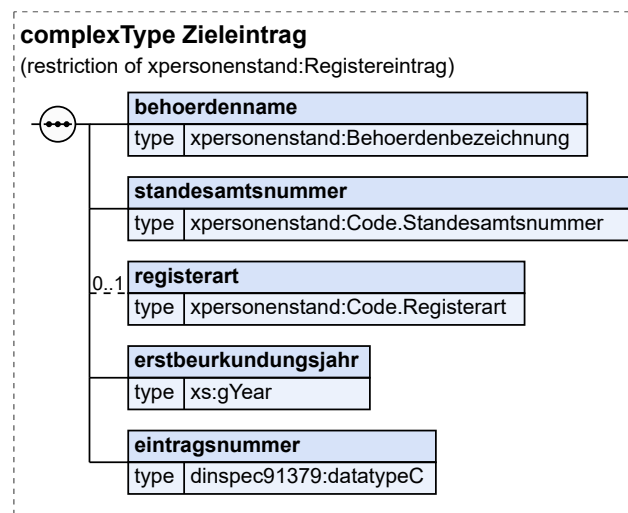 complexType Zieleintrag
(restriction of xpersonenstand:Registereintrag)
behoerdenname
type xpersonenstand:Behoerdenbezeichnung
standesamtsnummer
type xpersonenstand:Code.Standesamtsnummer
0..1
registerart
type xpersonenstand:Code.Registerart
erstbeurkundungsjahr
type xs:gYear
eintragsnummer
type dinspec91379:datatypeC